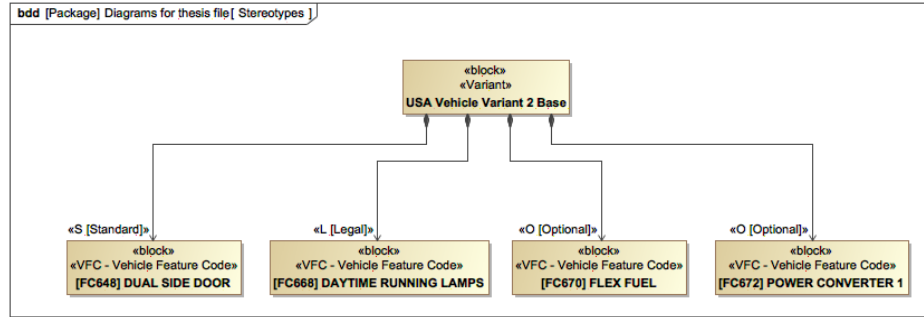 bdd [Package] Diagrams for thesis file[ Stereotypes ]
«block»
«Variant»
USA Vehicle Variant 2 Base
«S [Standard]»
«L [Legal]»
«O [Optional]»
«O [Optional]»
«block»
«VFC - Vehicle Feature Code»
[FC648] DUAL SIDE DOOR
«block»
«VFC - Vehicle Feature Code»
[FC668] DAYTIME RUNNING LAMPS
«block»
«VFC - Vehicle Feature Code»
[FC670] FLEX FUEL
«block»
«VFC - Vehicle Feature Code»
[FC672] POWER CONVERTER 1